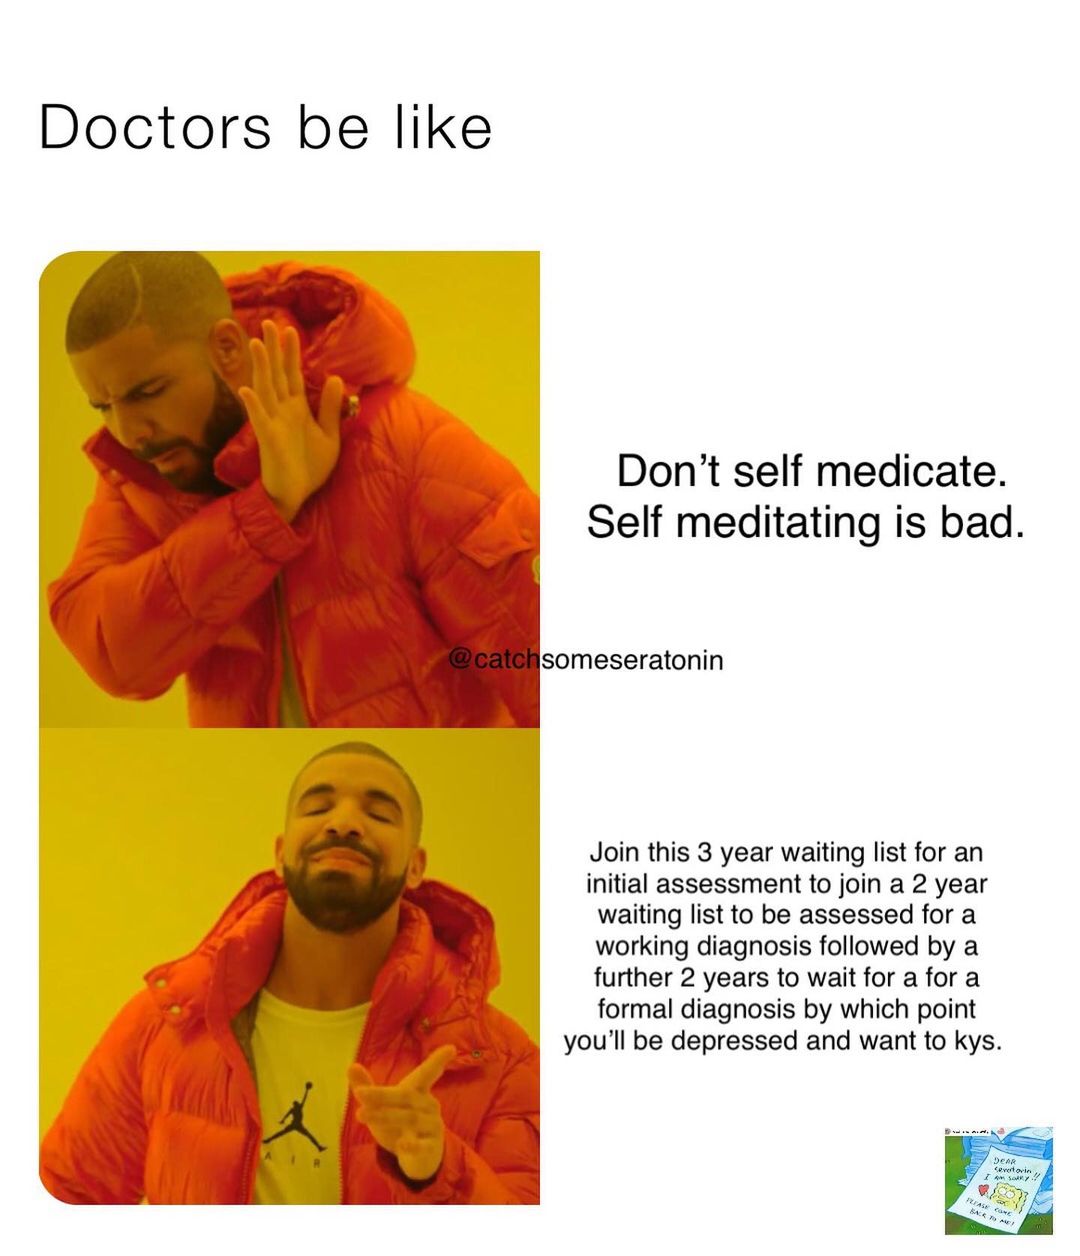 Doctors be like
Don’t self medicate.
Self meditating is bad.
@catchsomeseratonin
Join this 3 year waiting list for an
initial assessment to join a 2 year
waiting list to be assessed for a
working diagnosis followed by a
further 2 years to wait for a for a
formal diagnosis by which point
you’ll be depressed and want to kys.
AIR
DEAR
seratonin !!
I AM SORRY
PLEASE COME
BACK TO ME!